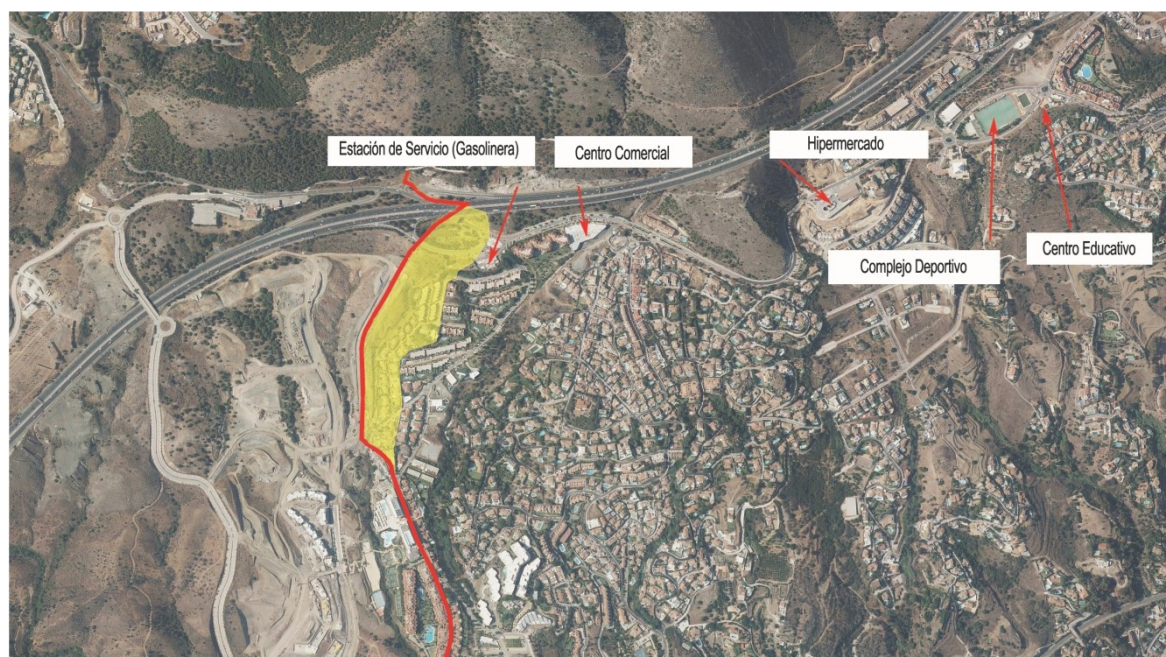 Estación de Servicio (Gasolinera)
Centro Comercial
Hipermercado
Complejo Deportivo
Centro Educativo